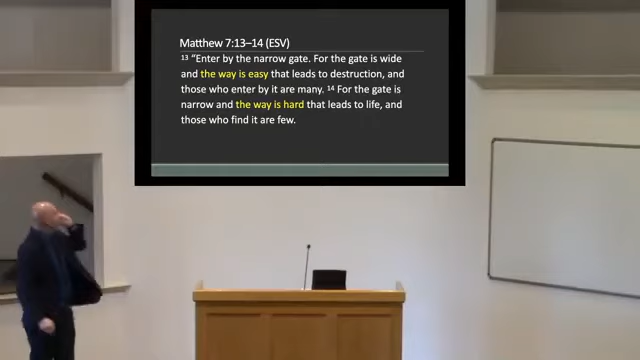 Matthew 7:13–14 (ESV)
13 “Enter by the narrow gate. For the gate is wide
and the way is easy that leads to destruction, and
those who enter by it are many. 14 For the gate is
narrow and the way is hard that leads to life, and
those who find it are few.